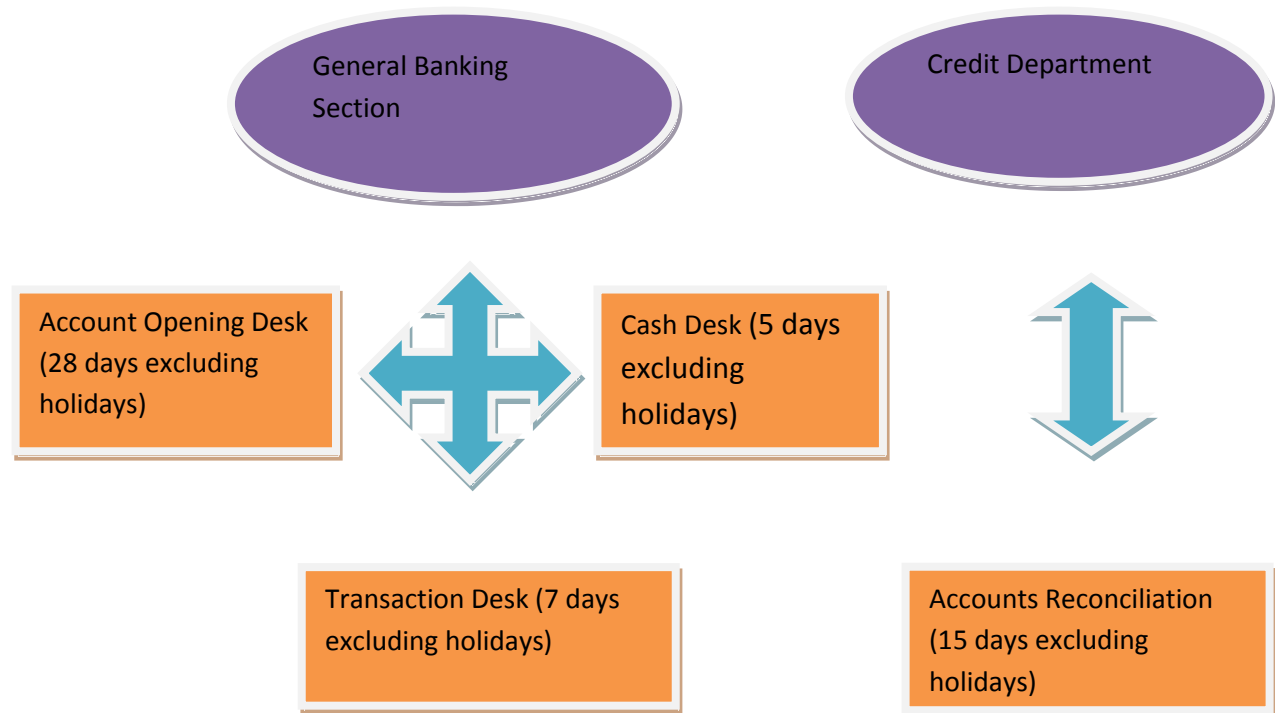 General Banking
Section
Credit Department
Account Opening Desk
(28 days excluding
holidays)
Cash Desk (5 days
excluding
holidays)
Transaction Desk (7 days
excluding holidays)
Accounts Reconciliation
(15 days excluding
holidays)